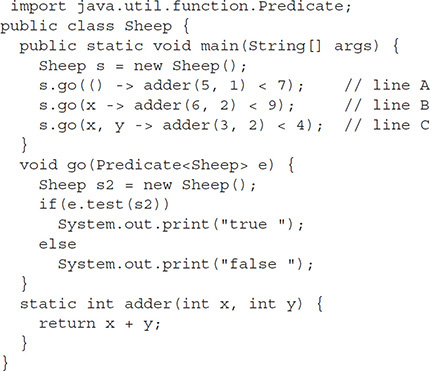 import java.util.function.Predicate;
public class Sheep {
  public static void main(String[] args) {
    Sheep s = new Sheep();
    s.go(() -> adder(5, 1) < 7);    // line A
    s.go(x -> adder(6, 2) < 9);     // line B
    s.go(x, y -> adder(3, 2) < 4);  // line C
  }
  void go(Predicate<Sheep> e) {
    Sheep s2 = new Sheep();
    if(e.test(s2))
      System.out.print("true ");
    else
      System.out.print("false ");
  }
  static int adder(int x, int y) {
    return x + y;
  }
}